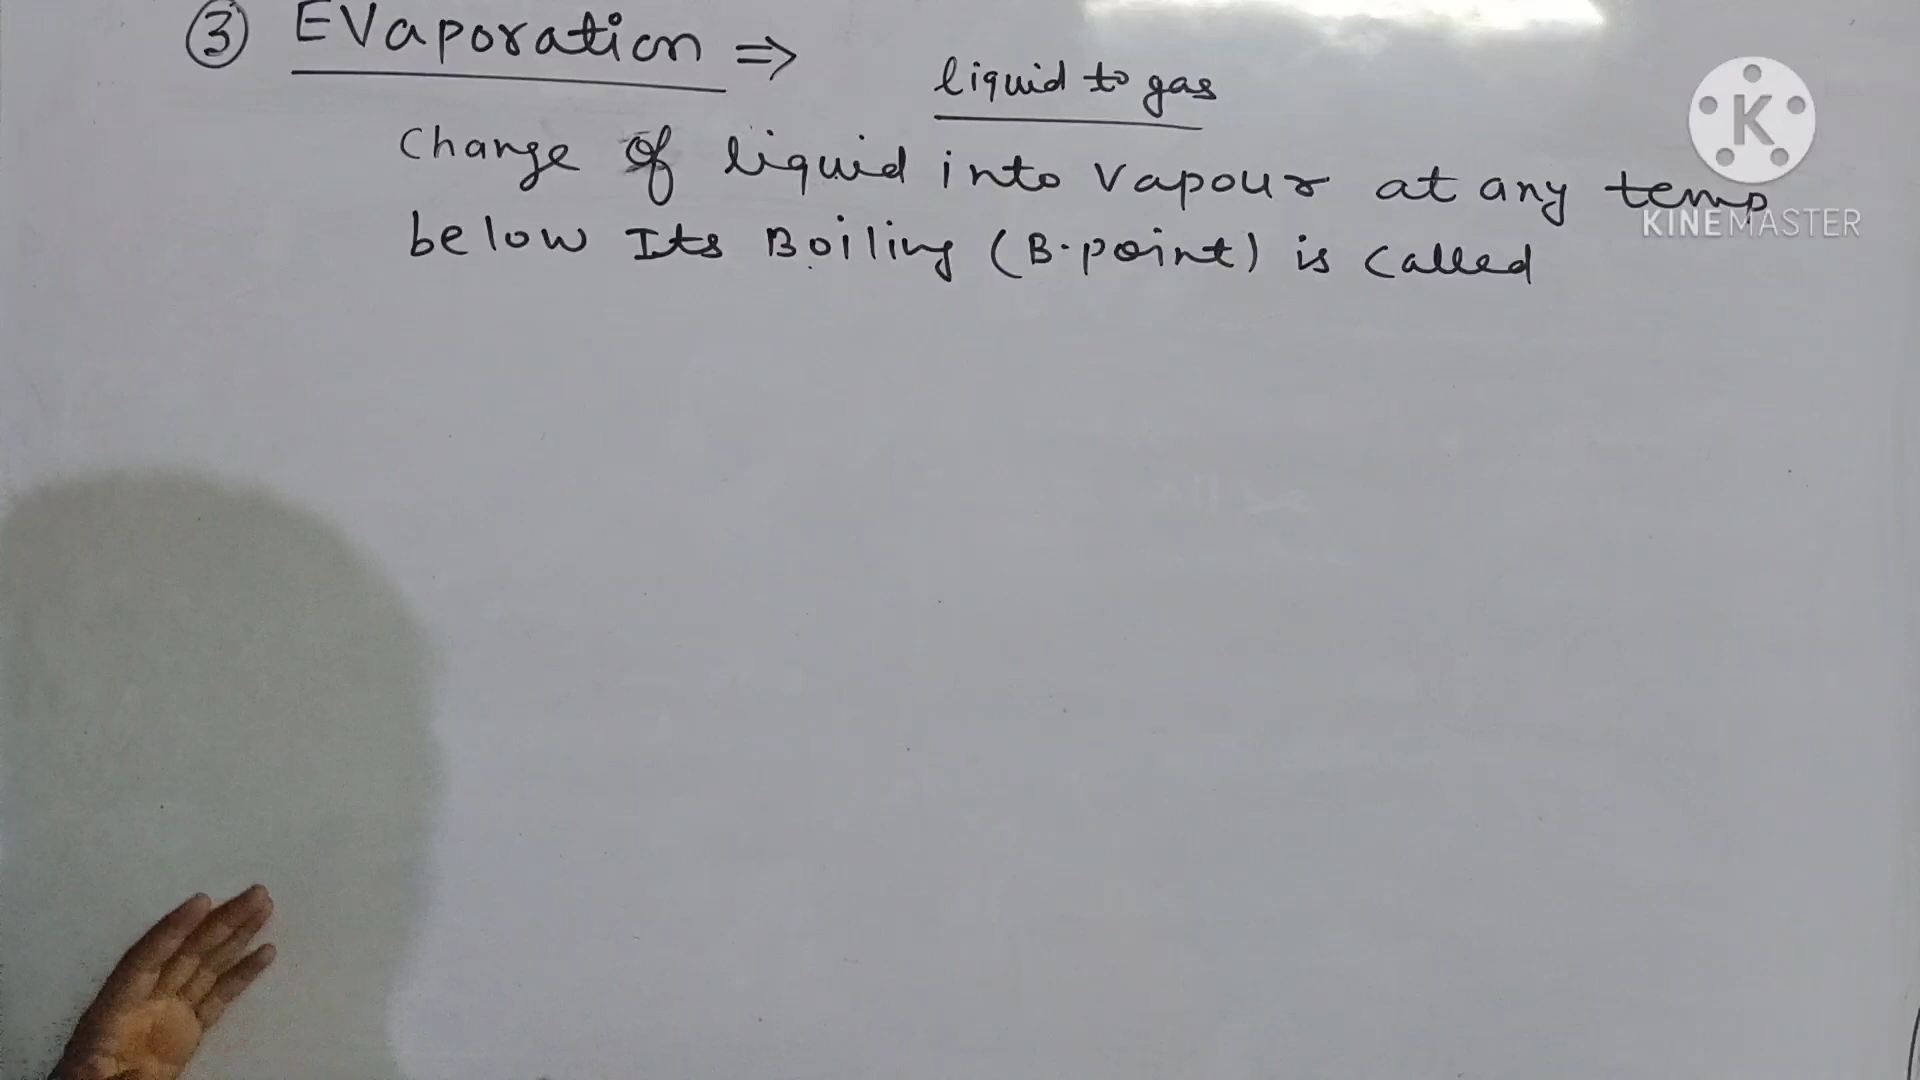 ③ EVaporation ⇒
liquid to gas
Change of liquid into vapour at any temp
below Its Boiling (B.point) is called
K
KINEMASTER